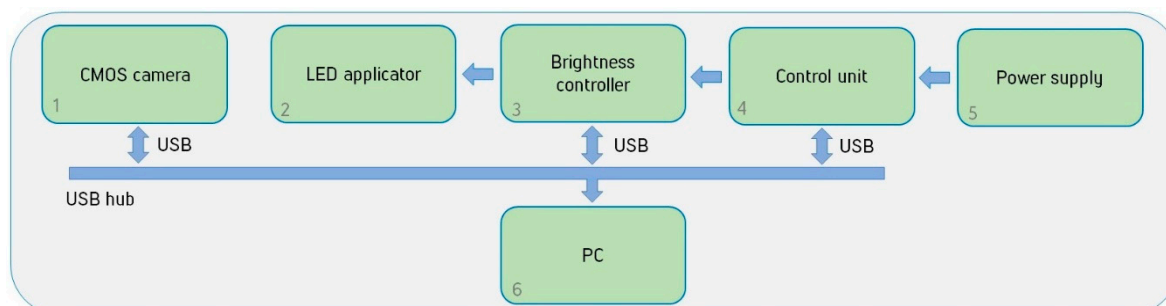 CMOS camera
1
LED applicator
2
Brightness
controller
3
Control unit
4
Power supply
5
USB
USB
USB
USB hub
PC
6